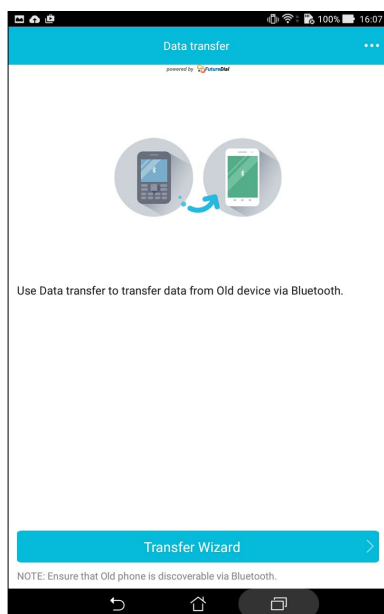 100% 16:07
Data transfer
powered by FutureDial
Use Data transfer to transfer data from Old device via Bluetooth.
Transfer Wizard
NOTE: Ensure that Old phone is discoverable via Bluetooth.